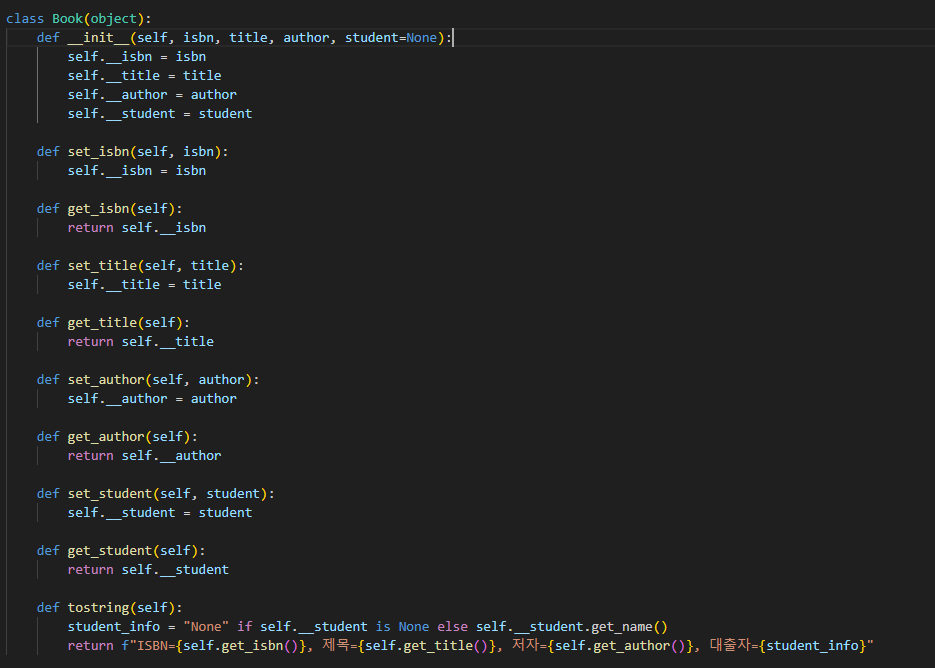 class Book(object):
    def __init__(self, isbn, title, author, student=None):
        self.__isbn = isbn
        self.__title = title
        self.__author = author
        self.__student = student

    def set_isbn(self, isbn):
        self.__isbn = isbn

    def get_isbn(self):
        return self.__isbn

    def set_title(self, title):
        self.__title = title

    def get_title(self):
        return self.__title

    def set_author(self, author):
        self.__author = author

    def get_author(self):
        return self.__author

    def set_student(self, student):
        self.__student = student

    def get_student(self):
        return self.__student

    def tostring(self):
        student_info = "None" if self.__student is None else self.__student.get_name()
        return f"ISBN={self.get_isbn()}, 제목={self.get_title()}, 저자={self.get_author()}, 대출자={student_info}"